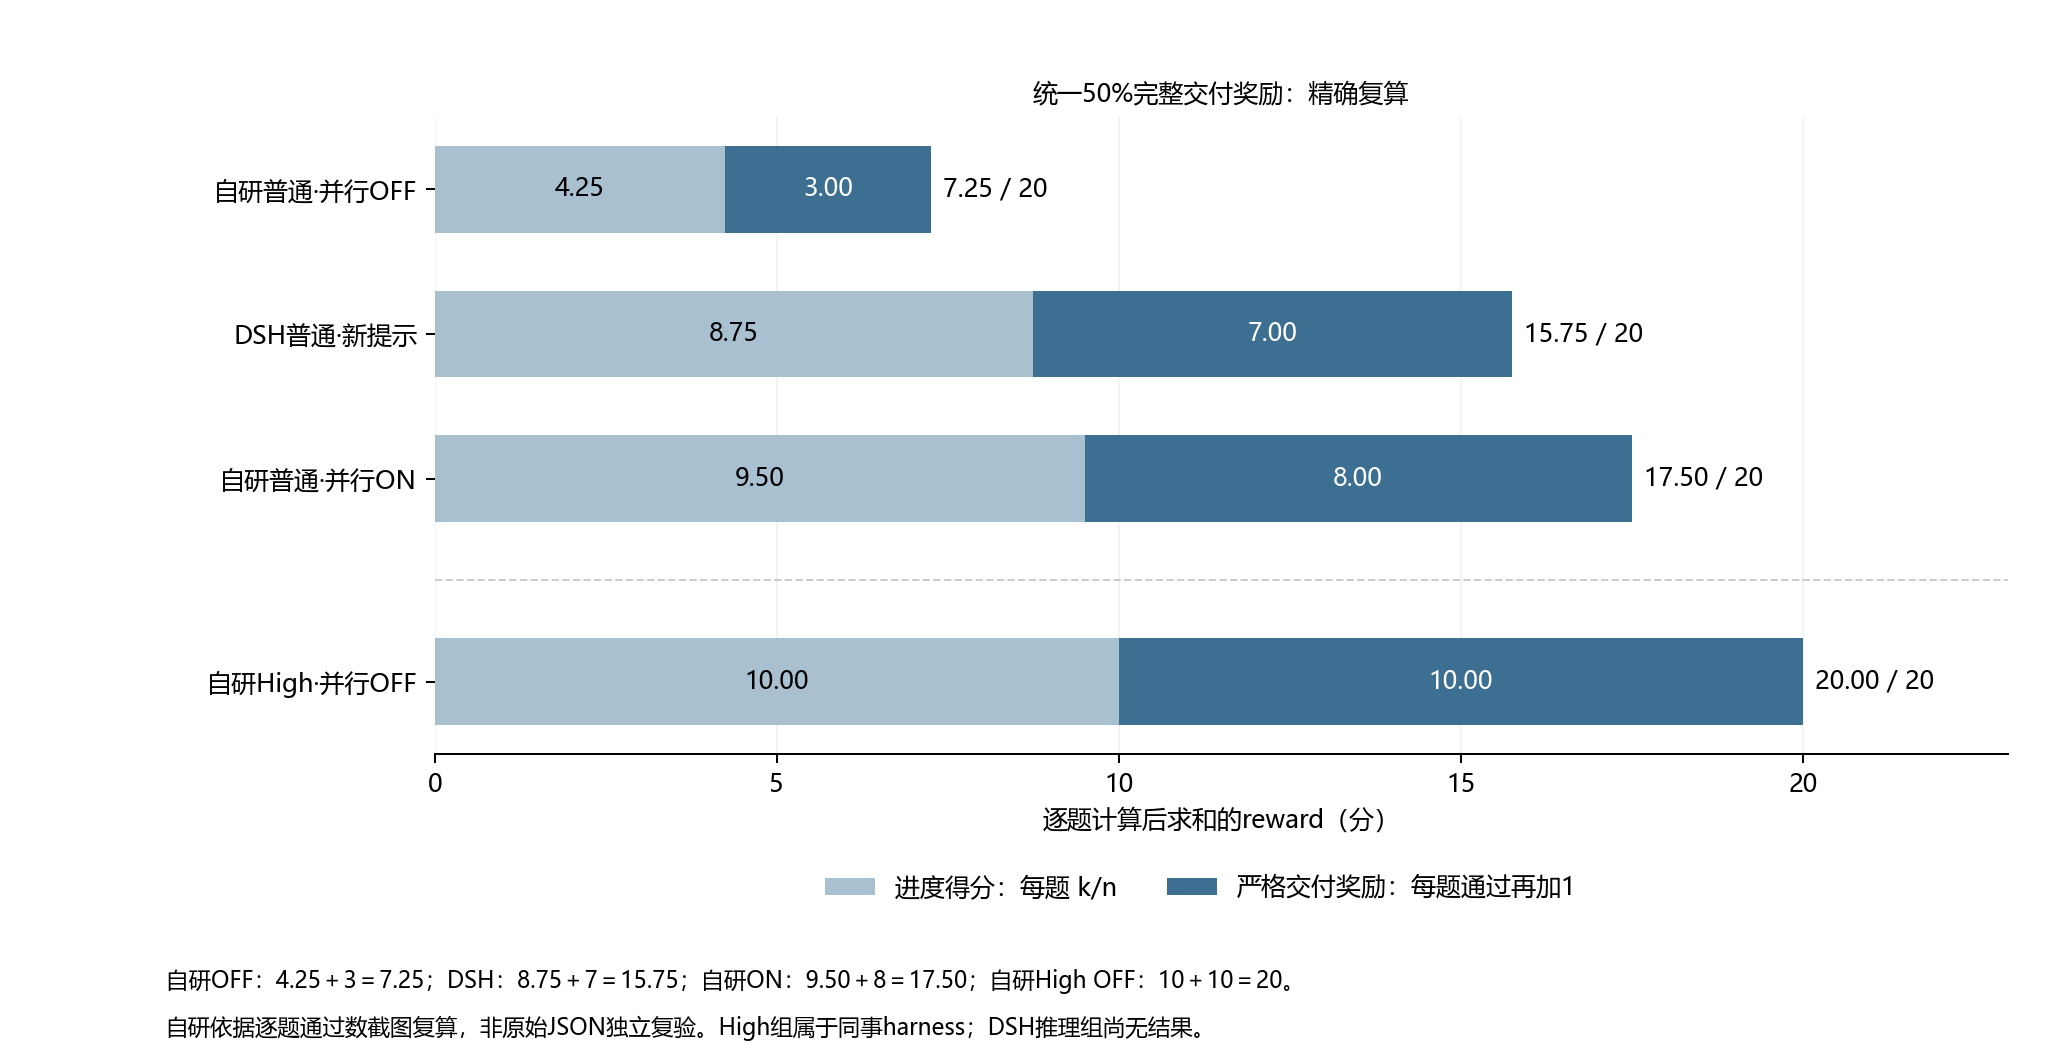 统一50%完整交付奖励：精确复算
自研普通·并行OFF
4.25
3.00
7.25 / 20
DSH普通·新提示
8.75
7.00
15.75 / 20
自研普通·并行ON
9.50
8.00
17.50 / 20
自研High·并行OFF
10.00
10.00
20.00 / 20
0
5
10
15
20
逐题计算后求和的reward（分）
进度得分：每题 k/n
严格交付奖励：每题通过再加1
自研OFF：4.25＋3＝7.25；DSH：8.75＋7＝15.75；自研ON：9.50＋8＝17.50；自研High OFF：10＋10＝20。
自研依据逐题通过数截图复算，非原始JSON独立复验。High组属于同事harness；DSH推理组尚无结果。